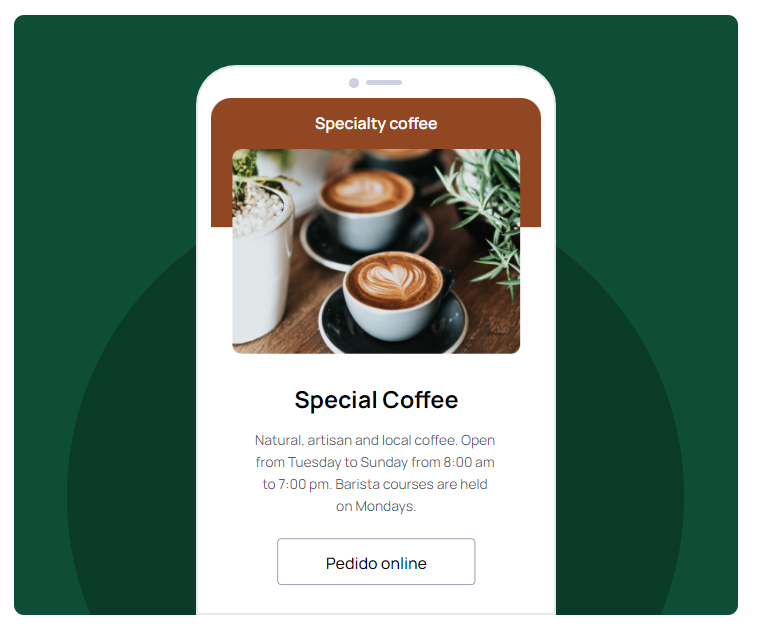 Specialty coffee
Special Coffee
Natural, artisan and local coffee. Open
from Tuesday to Sunday from 8:00 am
to 7:00 pm. Barista courses are held
on Mondays.
Pedido online